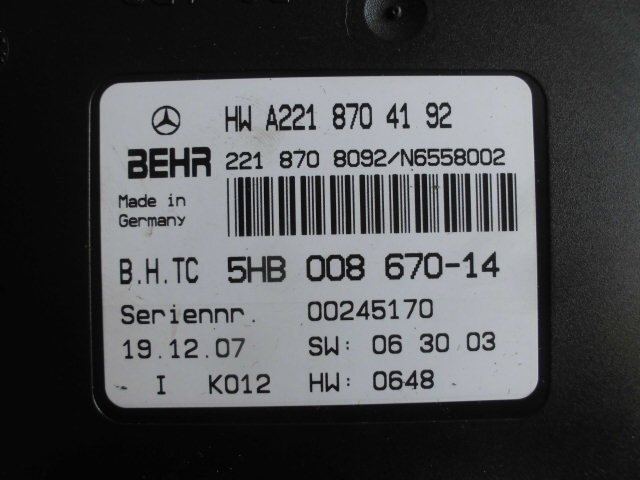 HW A221 870 41 92
BEHR 221 870 8092/N6558002
Made in
Germany
B.H.TC 5HB 008 670-14
Seriennr. 00245170
19.12.07 SW: 06 30 03
I K012 HW: 0648